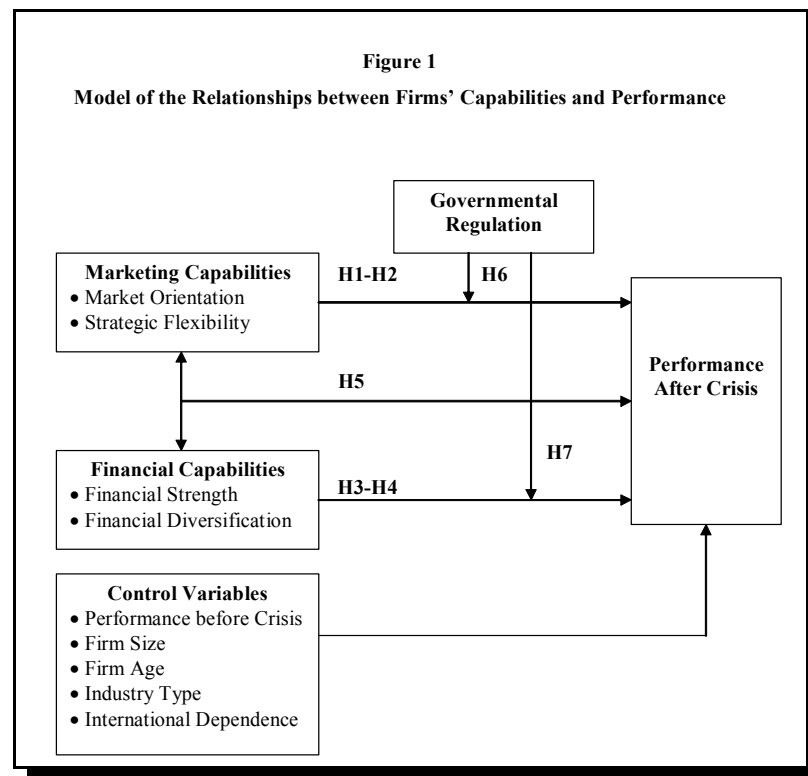 Figure 1
Model of the Relationships between Firms’ Capabilities and Performance
Governmental
Regulation
Marketing Capabilities
• Market Orientation
• Strategic Flexibility
H1-H2
H6
Performance
After Crisis
H5
H7
Financial Capabilities
• Financial Strength
• Financial Diversification
H3-H4
Control Variables
• Performance before Crisis
• Firm Size
• Firm Age
• Industry Type
• International Dependence